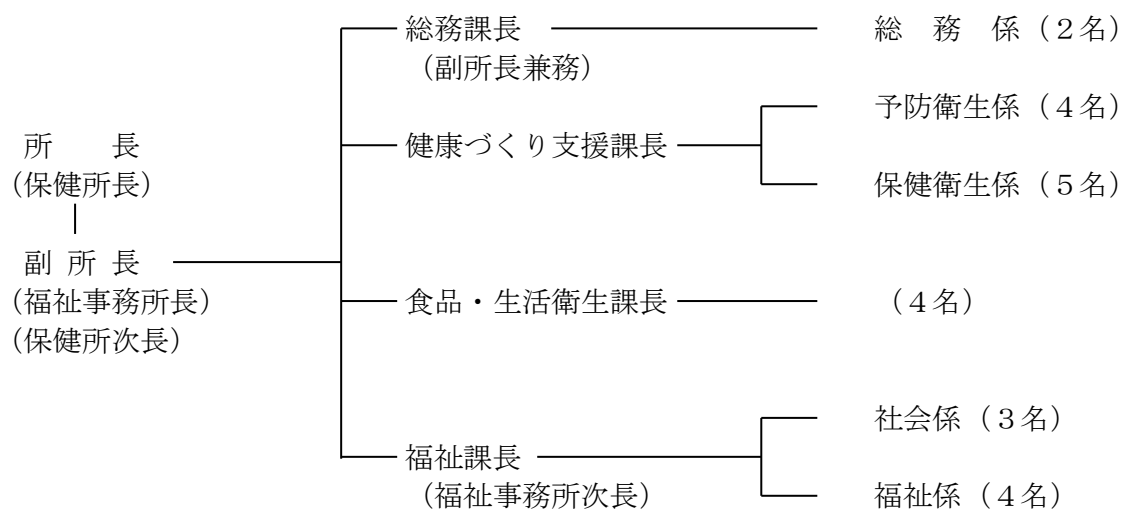 総務課長 総　務　係（２名）
（副所長兼務）
予防衛生係（４名）
所　　長 健康づくり支援課長
（保健所長） 保健衛生係（５名）
副 所 長
（福祉事務所長） 食品・生活衛生課長 （４名）
（保健所次長）
社会係（３名）
福祉課長
（福祉事務所次長） 福祉係（４名）